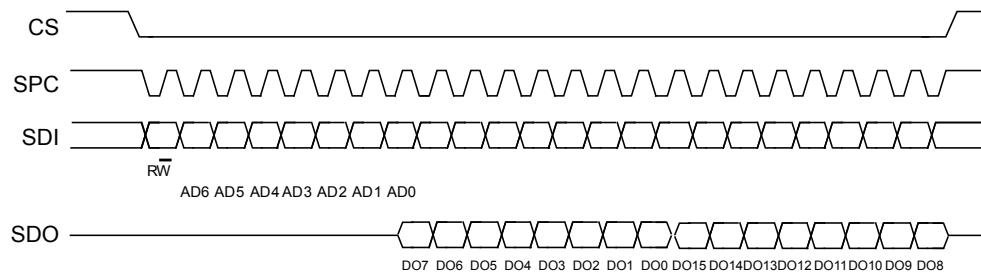 CS
SPC
SDI
RW
AD6 AD5 AD4 AD3 AD2 AD1 AD0
SDO
DO7 DO6 DO5 DO4 DO3 DO2 DO1 DO0 DO15 DO14 DO13 DO12 DO11 DO10 DO9 DO8